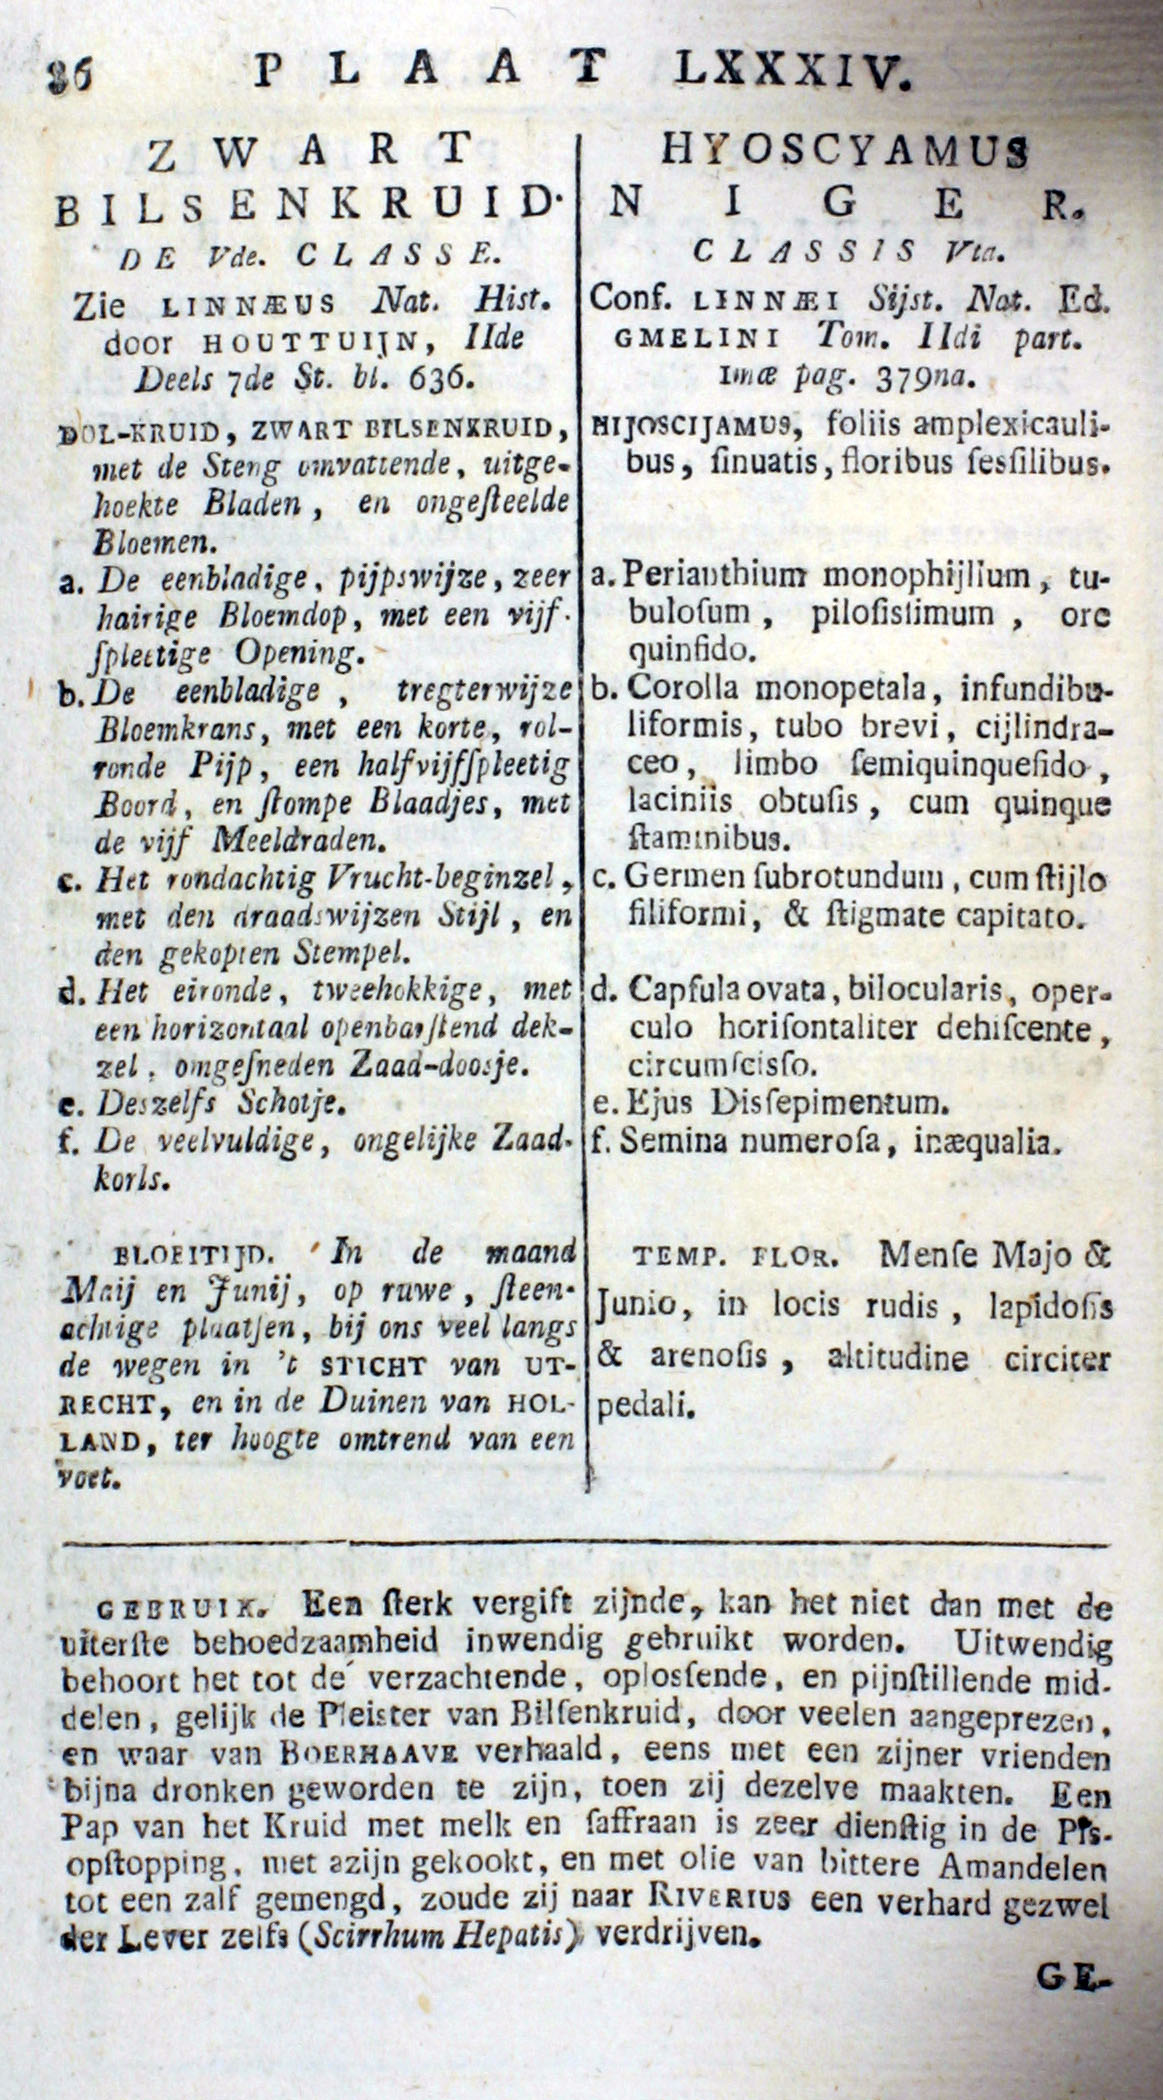 86 PLAAT LXXXIV.
ZWART
BILSENKRUID.
DE Vde. CLASSE.
Zie LINNÆUS Nat. Hist.
door HOUTTUIJN, IIde
Deels 7de St. bl. 636.
DOL-KRUID, ZWART BILSENKRUID,
met de Steng omvattende, uitge-
hoekte Bladen, en ongeſteelde
Bloemen.
a. De eenbladige, pijpswijze, zeer
hairige Bloemdop, met een vijf-
ſpleetige Opening.
b. De eenbladige, tregterwijze
Bloemkrans, met een korte, rol-
ronde Pijp, een halfvijfſpleetig
Boord, en ſtompe Blaadjes, met
de vijf Meeldraden.
c. Het rondachtig Vrucht-beginzel,
met den draadswijzen Stijl, en
den gekopten Stempel.
d. Het eironde, tweehokkige, met
een horizontaal openbarſtend dek-
zel, omgeſneden Zaad-doosje.
e. Deszelfs Schotje.
f. De veelvuldige, ongelijke Zaad-
korls.
BLOEITIJD. In de maand
Maij en Junij, op ruwe, ſteen-
achtige plaatſen, bij ons veel langs
de wegen in 't STICHT van UT-
RECHT, en in de Duinen van HOL-
LAND, ter hoogte omtrend van een
voet.
HYOSCYAMUS
NIGER.
CLASSIS Vta.
Conf. LINNÆI Sijst. Nat. Ed.
GMELINI Tom. IIdi part.
Imæ pag. 379na.
HIJOSCIJAMUS, foliis amplexicauli-
bus, ſinuatis, floribus ſeſſilibus.
a. Perianthium monophijllum, tu-
buloſum, piloſisſimum, ore
quinfido.
b. Corolla monopetala, infundibu-
liformis, tubo brevi, cijlindra-
ceo, limbo ſemiquinquefido,
laciniis obtuſis, cum quinque
ſtaminibus.
c. Germen ſubrotundum, cum ſtijlo
filiformi, & ſtigmate capitato.
d. Capſula ovata, bilocularis, oper-
culo horiſontaliter dehiſcente,
circumſcisſo.
e. Ejus Disſepimentum.
f. Semina numeroſa, inæqualia.
TEMP. FLOR. Menſe Majo &
Junio, in locis rudis, lapidoſis
& arenoſis, altitudine circiter
pedali.
GEBRUIK. Een ſterk vergift zijnde, kan het niet dan met de
uiterſte behoedzaamheid inwendig gebruikt worden. Uitwendig
behoort het tot de verzachtende, oplosſende, en pijnſtillende mid-
delen, gelijk de Pleister van Bilſenkruid, door veelen aangeprezen,
en waar van BOERHAAVE verhaald, eens met een zijner vrienden
bijna dronken geworden te zijn, toen zij dezelve maakten. Een
Pap van het Kruid met melk en ſaffraan is zeer dienſtig in de Pis-
opſtopping, met azijn gekookt, en met olie van bittere Amandelen
tot een zalf gemengd, zoude zij naar RIVERIUS een verhard gezwel
der Lever zelfs (Scirrhum Hepatis) verdrijven.
GE-